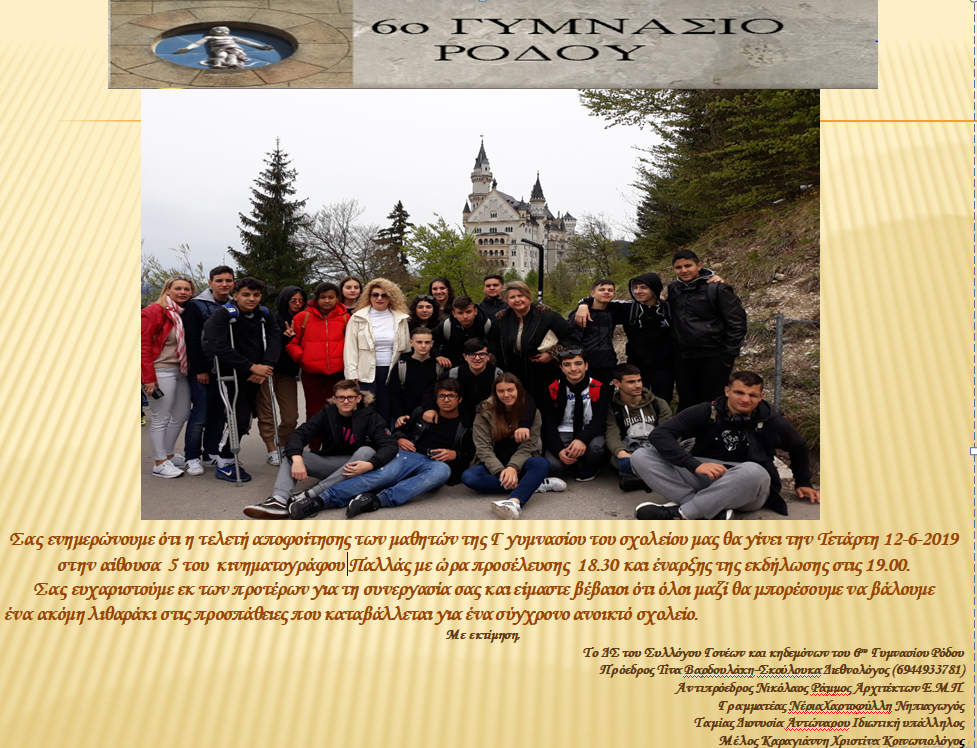 6ο ΓΥΜΝΑΣΙΟ
ΡΟΔΟΥ
Σας ενημερώνουμε ότι η τελετή αποφοίτησης των μαθητών της Γ γυμνασίου του σχολείου μας θα γίνει την Τετάρτη 12-6-2019
στην αίθουσα 5 του κινηματογράφου Παλλάς με ώρα προσέλευσης 18.30 και έναρξης της εκδήλωσης στις 19.00.
Σας ευχαριστούμε εκ των προτέρων για τη συνεργασία σας και είμαστε βέβαιοι ότι όλοι μαζί θα μπορέσουμε να βάλουμε
ένα ακόμη λιθαράκι στις προσπάθειες που καταβάλλεται για ένα σύγχρονο ανοικτό σχολείο.
Με εκτίμηση,
Το ΔΣ του Συλλόγου Γονέων και κηδεμόνων του 6ου Γυμνασίου Ρόδου
Πρόεδρος Τίνα Βαρδουλάκη-Σκούλουκα Διεθνολόγος (6944933781)
Αντιπρόεδρος Νικόλαος Ράμμος Αρχιτέκτων Ε.Μ.Π.
Γραμματέας ΝέριαΧαρτοφύλλη Νηπιαγωγός
Ταμίας Διονυσία Αντώναρου Ιδιωτική υπάλληλος
Μέλος Καραγιάννη Χριστίνα Κοινωνιολόγος